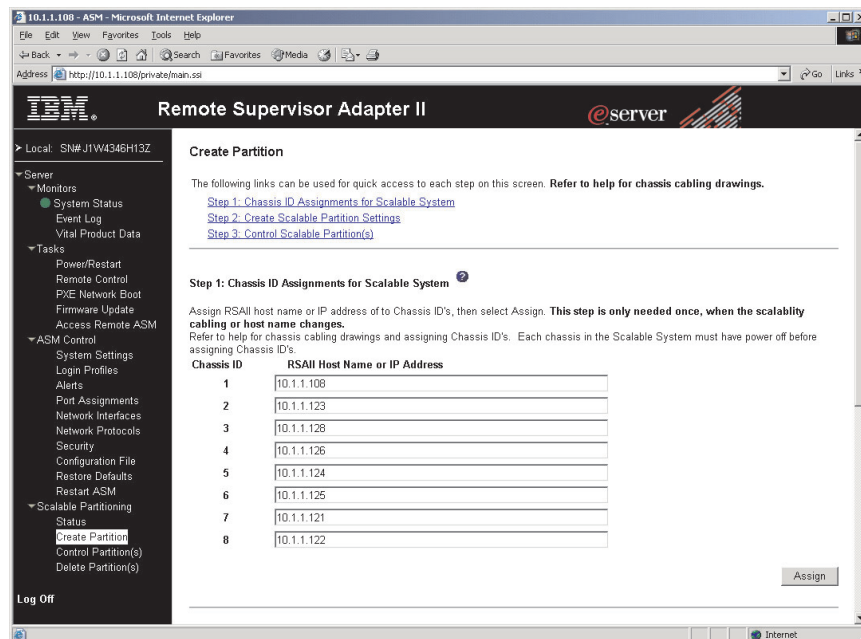 10.1.1.108 - ASM - Microsoft Internet Explorer
File Edit View Favorites Tools Help
Back Search Favorites Media
Address http://10.1.1.108/private/main.ssi Go Links
IBM® Remote Supervisor Adapter II @server
Local: SN# J1W4346H13Z
Server
Monitors
System Status
Event Log
Vital Product Data
Tasks
Power/Restart
Remote Control
PXE Network Boot
Firmware Update
Access Remote ASM
ASM Control
System Settings
Login Profiles
Alerts
Port Assignments
Network Interfaces
Network Protocols
Security
Configuration File
Restore Defaults
Restart ASM
Scalable Partitioning
Status
Create Partition
Control Partition(s)
Delete Partition(s)
Log Off
Create Partition
The following links can be used for quick access to each step on this screen. Refer to help for chassis cabling drawings.
Step 1: Chassis ID Assignments for Scalable System
Step 2: Create Scalable Partition Settings
Step 3: Control Scalable Partition(s)
Step 1: Chassis ID Assignments for Scalable System ?
Assign RSAII host name or IP address of to Chassis ID's, then select Assign. This step is only needed once, when the scalablity
cabling or host name changes.
Refer to help for chassis cabling drawings and assigning Chassis ID's. Each chassis in the Scalable System must have power off before
assigning Chassis ID's.
Chassis ID RSAII Host Name or IP Address
1 10.1.1.108
2 10.1.1.123
3 10.1.1.128
4 10.1.1.126
5 10.1.1.124
6 10.1.1.125
7 10.1.1.121
8 10.1.1.122
Assign
Internet